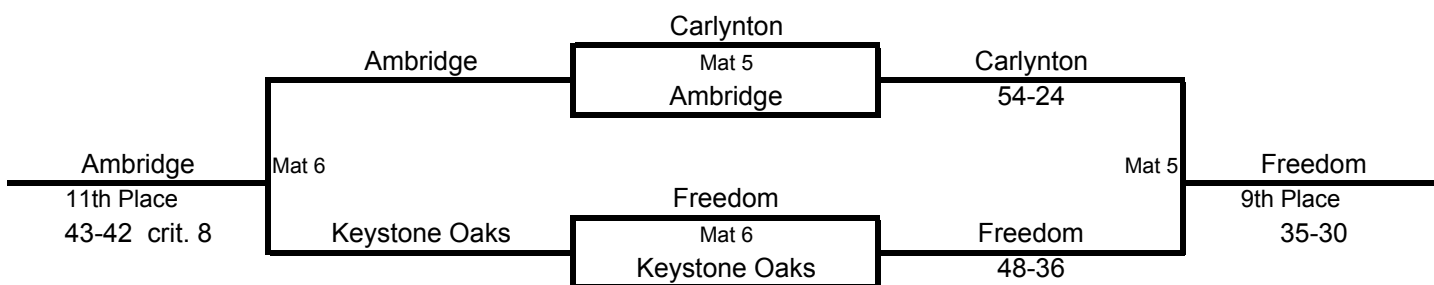 Carlynton
Ambridge Mat 5 Carlynton
Ambridge 54-24
Ambridge Mat 6 Mat 5 Freedom
11th Place Freedom 9th Place
43-42 crit. 8 Keystone Oaks Mat 6 Freedom 35-30
Keystone Oaks 48-36